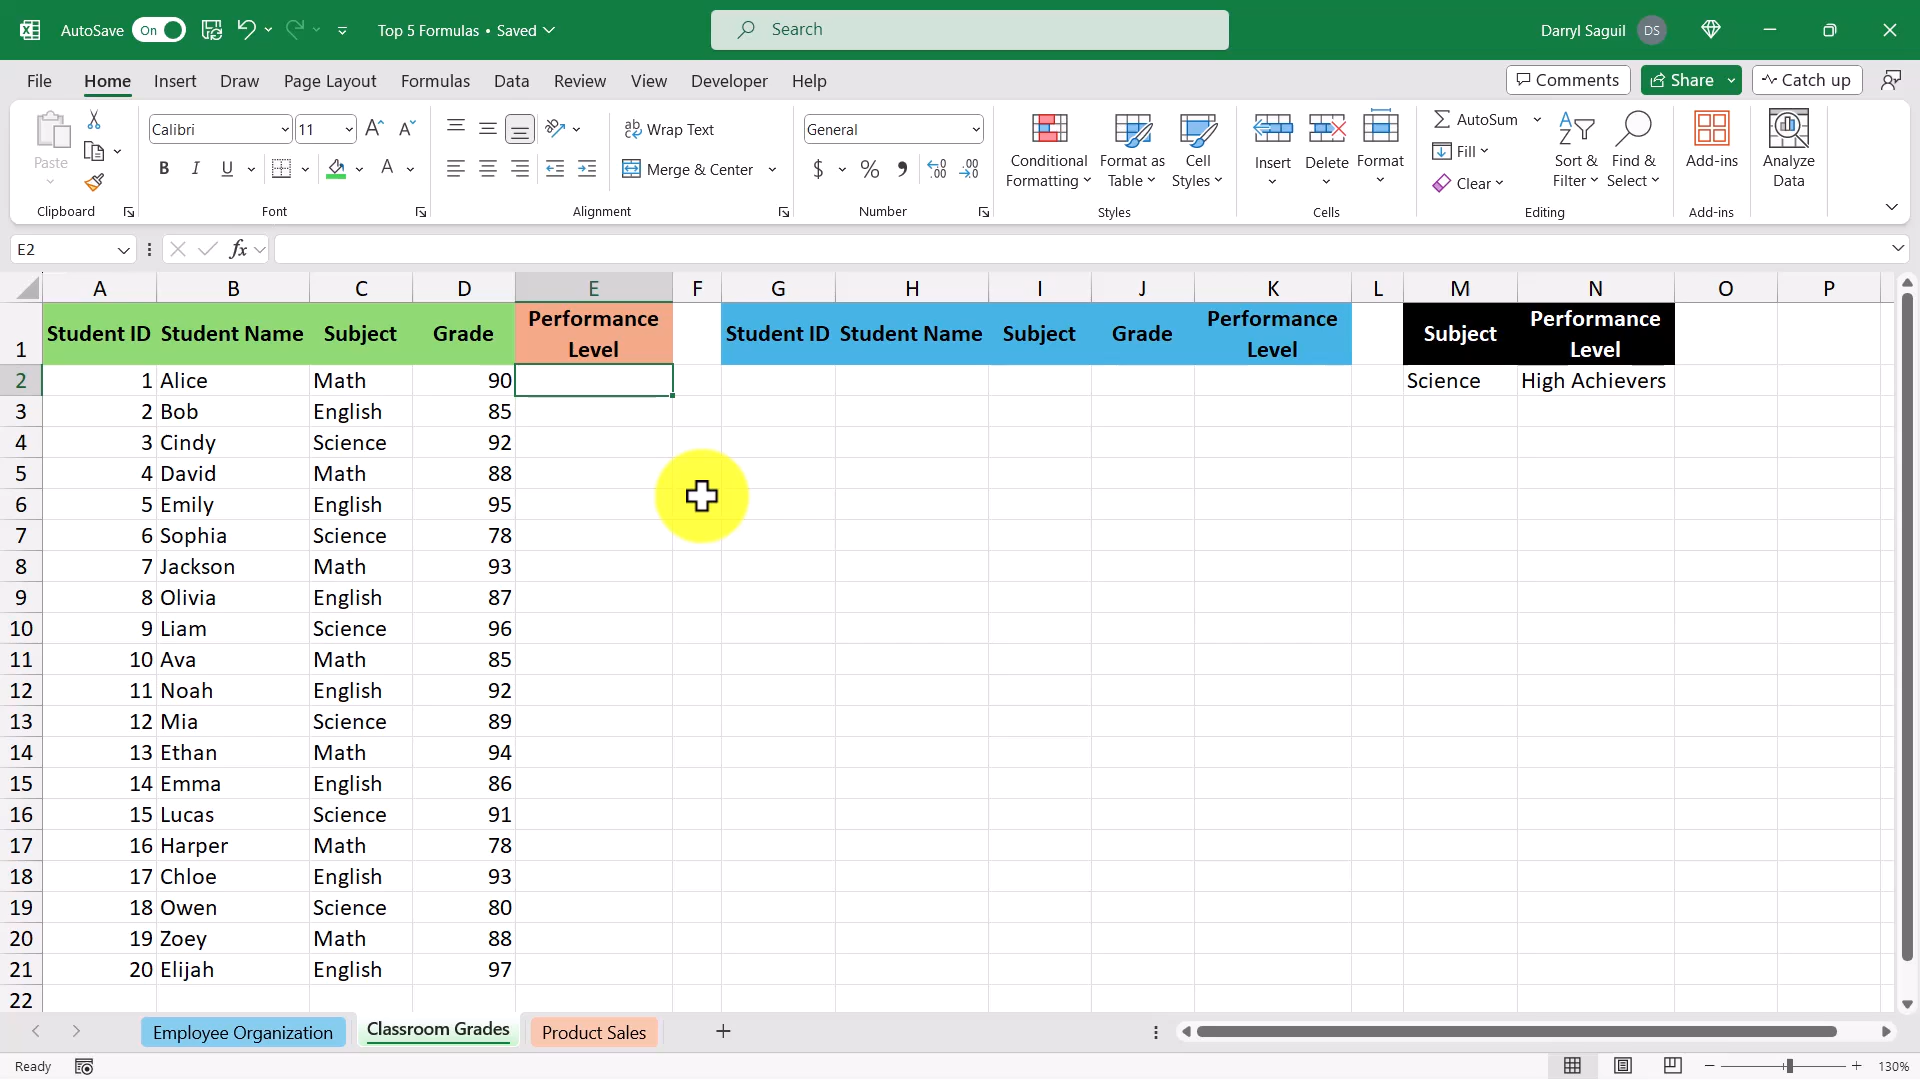 AutoSave On Top 5 Formulas • Saved Search Darryl Saguil DS
File Home Insert Draw Page Layout Formulas Data Review View Developer Help Comments Share Catch up
Paste Calibri 11 Wrap Text General Conditional Formatting Format as Table Cell Styles Insert Delete Format AutoSum Sort & Filter Find & Select Add-ins Analyze Data
B I U A Merge & Center $ % Fill Clear
Clipboard Font Alignment Number Styles Cells Editing Add-ins
E2 fx
A B C D E F G H I J K L M N O P
1 Student ID Student Name Subject Grade Performance Level Student ID Student Name Subject Grade Performance Level Subject Performance Level
2 1 Alice Math 90 Science High Achievers
3 2 Bob English 85
4 3 Cindy Science 92
5 4 David Math 88
6 5 Emily English 95
7 6 Sophia Science 78
8 7 Jackson Math 93
9 8 Olivia English 87
10 9 Liam Science 96
11 10 Ava Math 85
12 11 Noah English 92
13 12 Mia Science 89
14 13 Ethan Math 94
15 14 Emma English 86
16 15 Lucas Science 91
17 16 Harper Math 78
18 17 Chloe English 93
19 18 Owen Science 80
20 19 Zoey Math 88
21 20 Elijah English 97
22
Employee Organization Classroom Grades Product Sales
Ready 130%